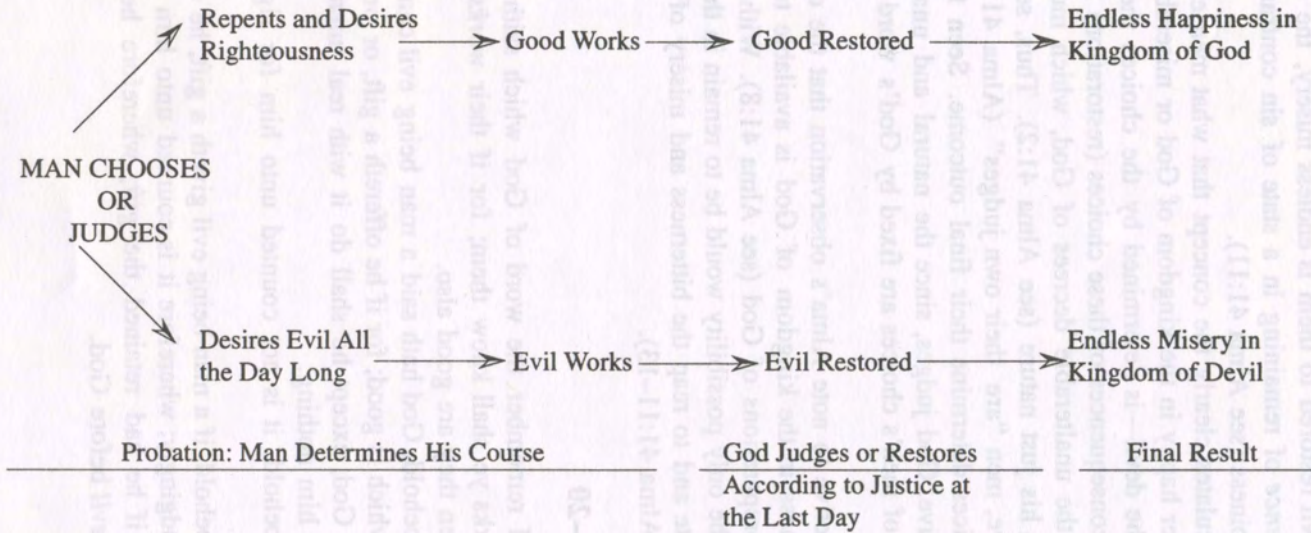 Repents and Desires
Righteousness
Good Works
Good Restored
Endless Happiness in
Kingdom of God
MAN CHOOSES
OR
JUDGES
Desires Evil All
the Day Long
Evil Works
Evil Restored
Endless Misery in
Kingdom of Devil
Probation: Man Determines His Course
God Judges or Restores
According to Justice at
the Last Day
Final Result